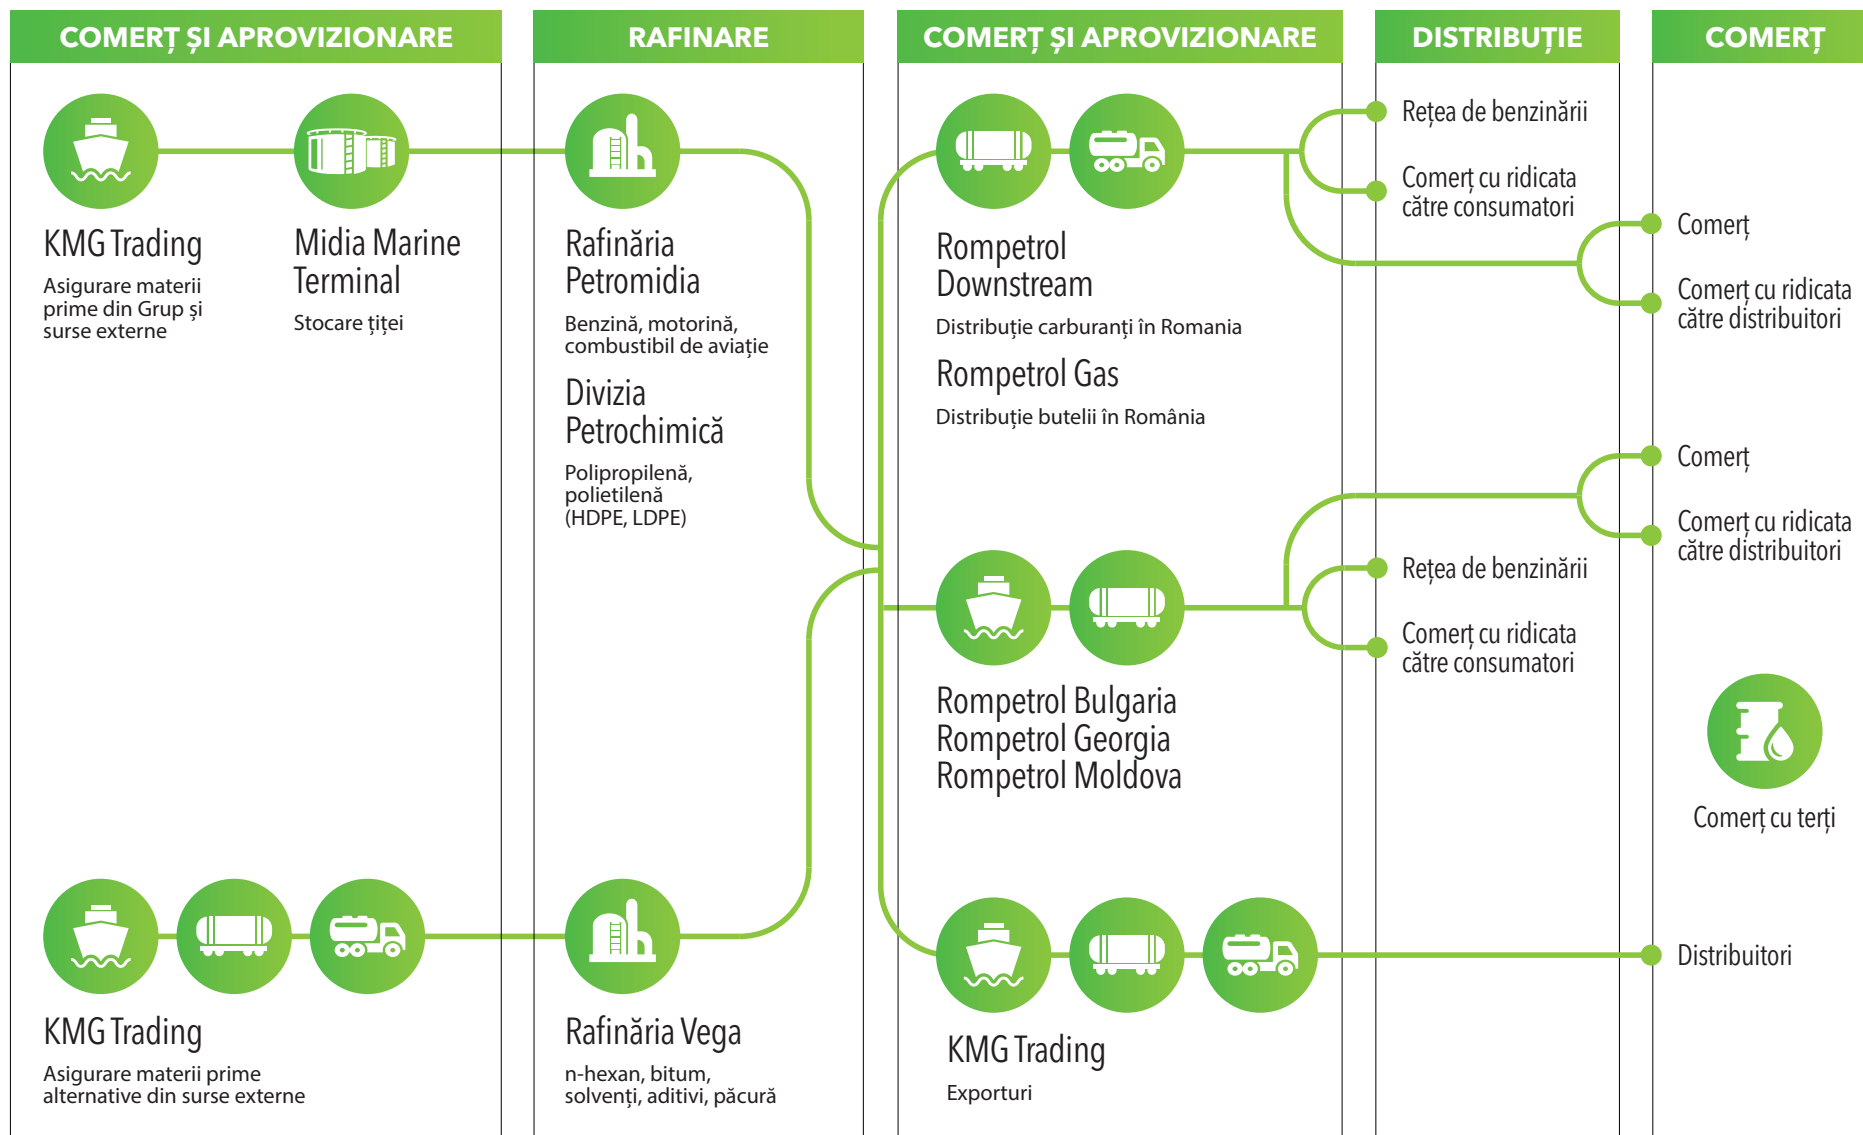 COMERȚ ȘI APROVIZIONARE
KMG Trading
Asigurare materii
prime din Grup și
surse externe
Midia Marine
Terminal
Stocare țiței
KMG Trading
Asigurare materii prime
alternative din surse externe
RAFINARE
Rafinăria
Petromidia
Benzină, motorină,
combustibil de aviație
Divizia
Petrochimică
Polipropilenă,
polietilenă
(HDPE, LDPE)
Rafinăria Vega
n-hexan, bitum,
solvenți, aditivi, păcură
COMERȚ ȘI APROVIZIONARE
Rompetrol
Downstream
Distribuție carburanți în Romania
Rompetrol Gas
Distribuție butelii în România
Rompetrol Bulgaria
Rompetrol Georgia
Rompetrol Moldova
KMG Trading
Exporturi
DISTRIBUȚIE
Rețea de benzinării
Comerț cu ridicata
către consumatori
Rețea de benzinării
Comerț cu ridicata
către consumatori
COMERȚ
Comerț
Comerț cu ridicata
către distribuitori
Comerț
Comerț cu ridicata
către distribuitori
Comerț cu terți
Distribuitori